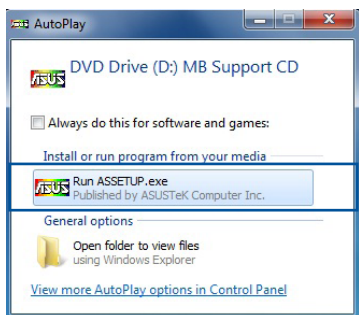 AutoPlay
DVD Drive (D:) MB Support CD
ASUS
Always do this for software and games:
Install or run program from your media
ASUS
Run ASSETUP.exe
Published by ASUSTeK Computer Inc.
General options
Open folder to view files
using Windows Explorer
View more AutoPlay options in Control Panel